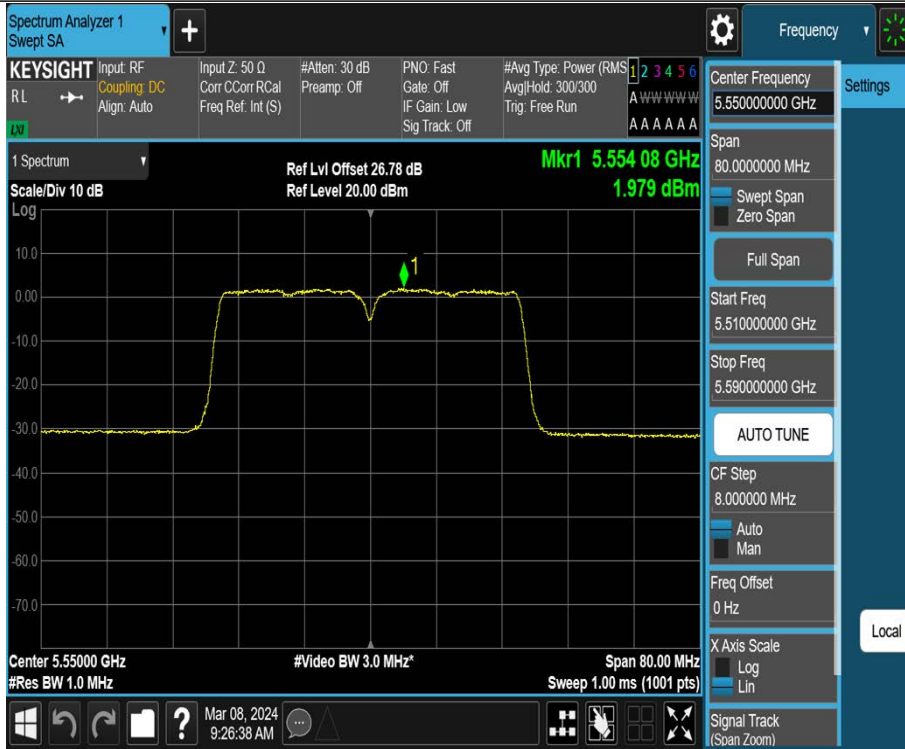 Spectrum Analyzer 1
Swept SA
+
Frequency
KEYSIGHT
R L
LXI
Input: RF
Coupling: DC
Align: Auto
Input Z: 50 Ω
Corr CCorr RCal
Freq Ref: Int (S)
#Atten: 30 dB
Preamp: Off
PNO: Fast
Gate: Off
IF Gain: Low
Sig Track: Off
#Avg Type: Power (RMS
Avg|Hold: 300/300
Trig: Free Run
1 2 3 4 5 6
A W W W W W
A A A A A A
1 Spectrum
Scale/Div 10 dB
Log
Ref Lvl Offset 26.78 dB
Ref Level 20.00 dBm
Mkr1 5.554 08 GHz
1.979 dBm
10.0
0.00
-10.0
-20.0
-30.0
-40.0
-50.0
-60.0
-70.0
1
Center 5.55000 GHz
#Res BW 1.0 MHz
#Video BW 3.0 MHz*
Span 80.00 MHz
Sweep 1.00 ms (1001 pts)
?
Mar 08, 2024
9:26:38 AM
Center Frequency
5.550000000 GHz
Span
80.0000000 MHz
Swept Span
Zero Span
Full Span
Start Freq
5.510000000 GHz
Stop Freq
5.590000000 GHz
AUTO TUNE
CF Step
8.000000 MHz
Auto
Man
Freq Offset
0 Hz
X Axis Scale
Log
Lin
Signal Track
(Span Zoom)
Settings
Local